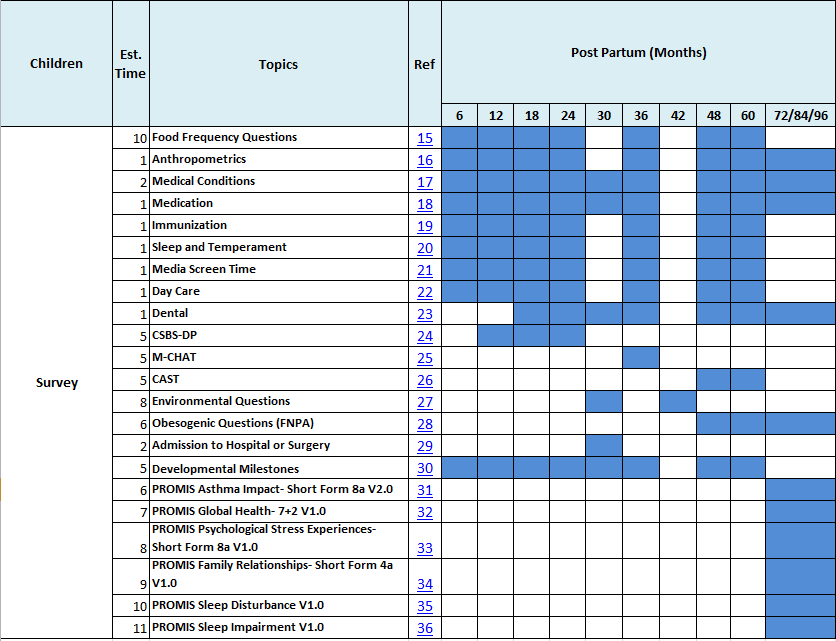 Children Est. Time Topics Ref Post Partum (Months)
6 12 18 24 30 36 42 48 60 72/84/96
10 Food Frequency Questions 15
1 Anthropometrics 16
2 Medical Conditions 17
1 Medication 18
1 Immunization 19
1 Sleep and Temperament 20
1 Media Screen Time 21
1 Day Care 22
1 Dental 23
5 CSBS-DP 24
5 M-CHAT 25
Survey
5 CAST 26
8 Environmental Questions 27
6 Obesogenic Questions (FNPA) 28
2 Admission to Hospital or Surgery 29
5 Developmental Milestones 30
6 PROMIS Asthma Impact- Short Form 8a V2.0 31
7 PROMIS Global Health- 7+2 V1.0 32
PROMIS Psychological Stress Experiences-
8 Short Form 8a V1.0 33
PROMIS Family Relationships- Short Form 4a
9 V1.0 34
10 PROMIS Sleep Disturbance V1.0 35
11 PROMIS Sleep Impairment V1.0 36